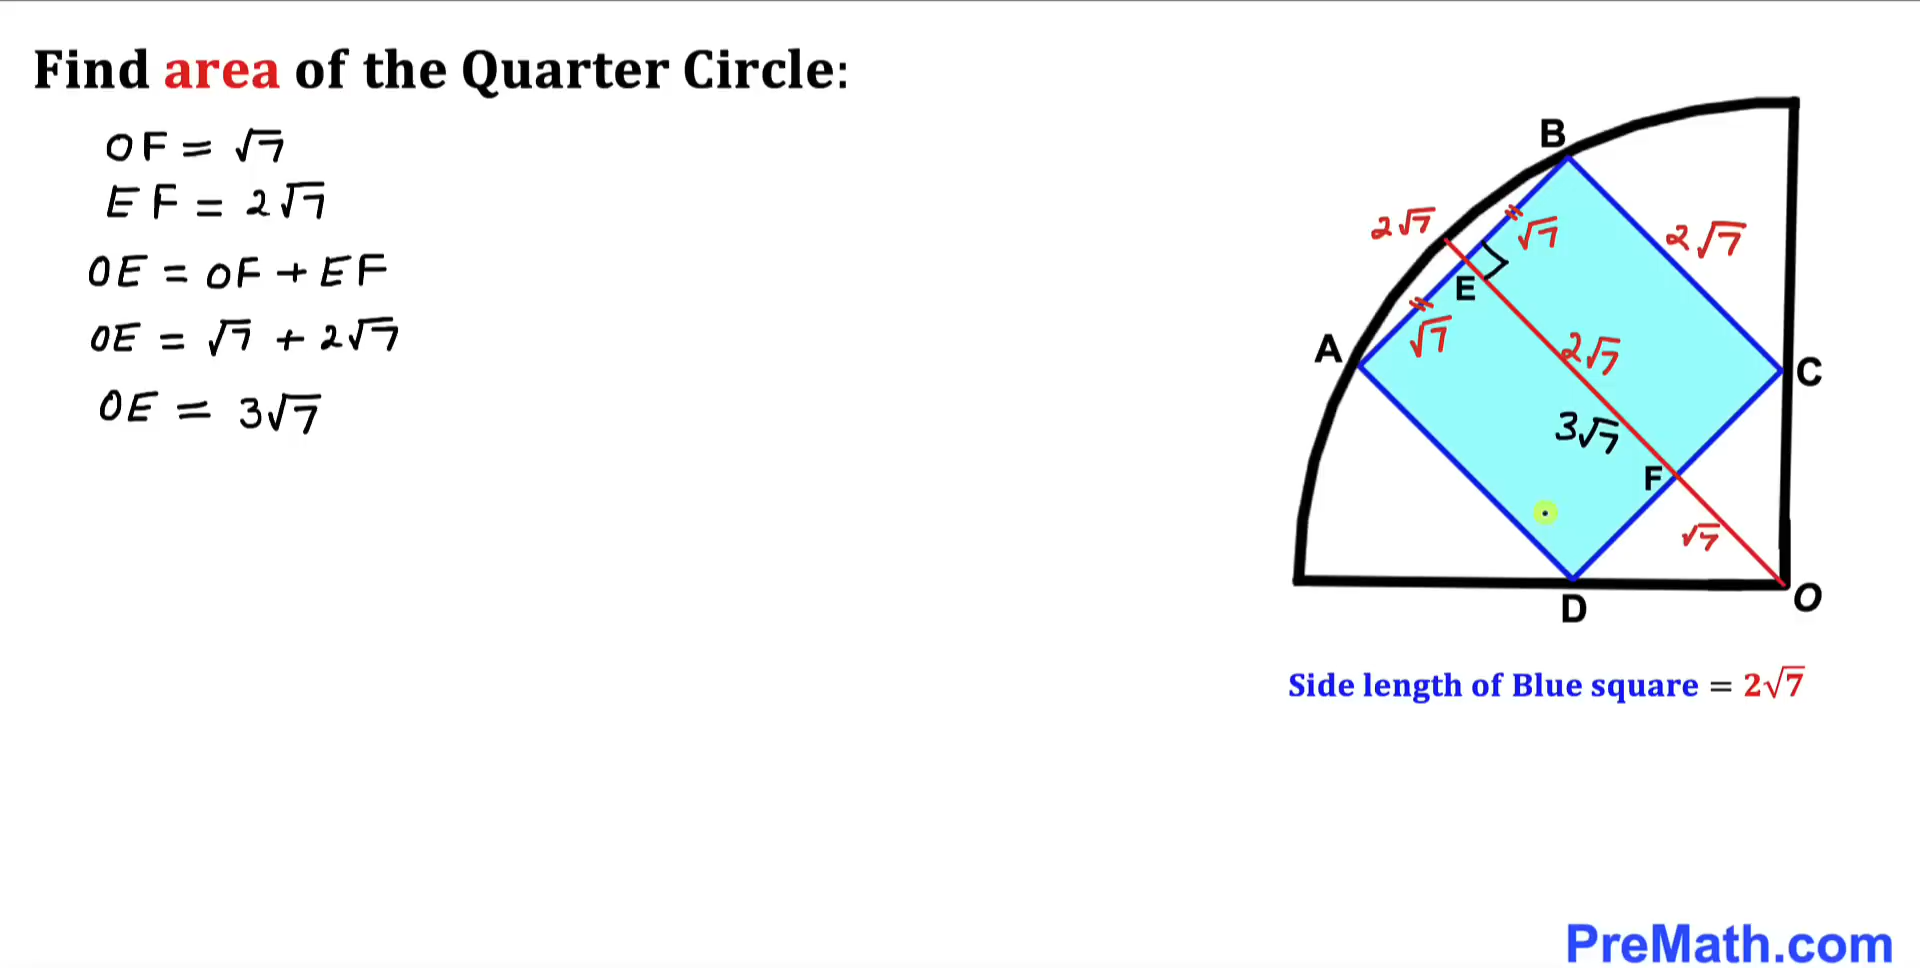 Find area of the Quarter Circle:
OF = √7
EF = 2√7
OE = OF + EF
OE = √7 + 2√7
OE = 3√7
B
2√7
√7
2√7
E
A
√7
2√7
C
3√7
F
√7
D
O
Side length of Blue square = 2√7
PreMath.com